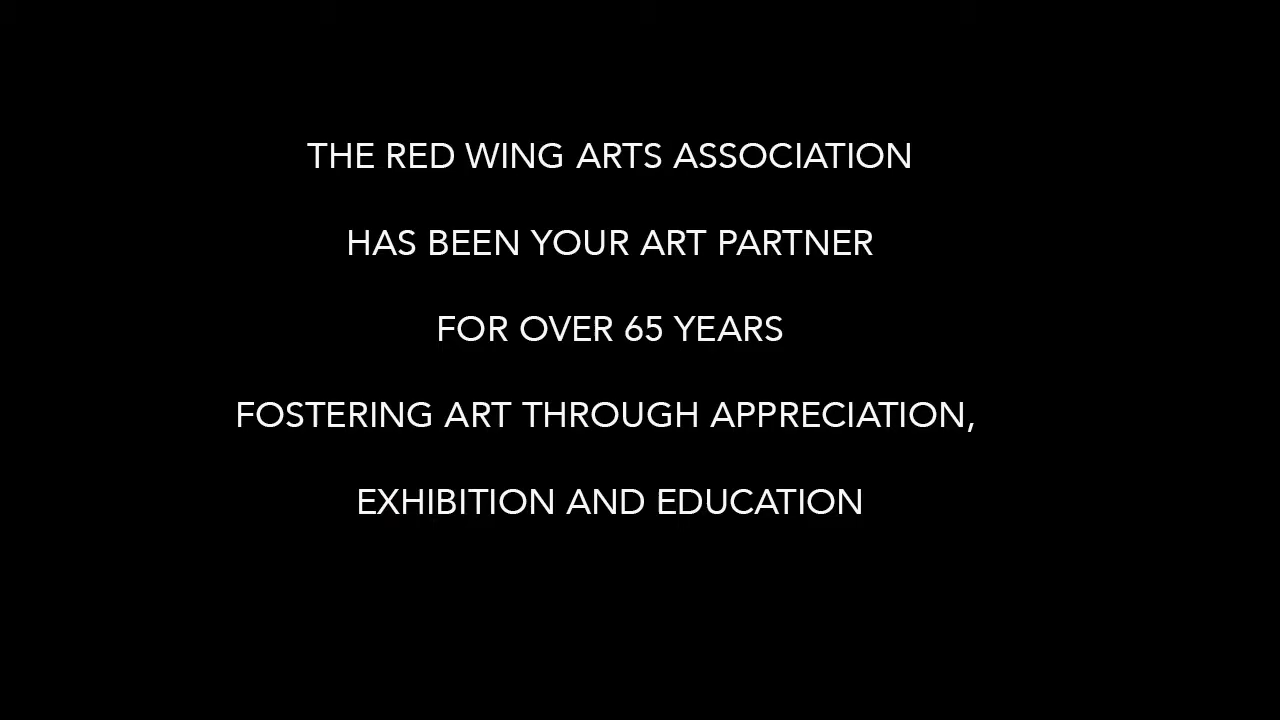 THE RED WING ARTS ASSOCIATION
HAS BEEN YOUR ART PARTNER
FOR OVER 65 YEARS
FOSTERING ART THROUGH APPRECIATION,
EXHIBITION AND EDUCATION